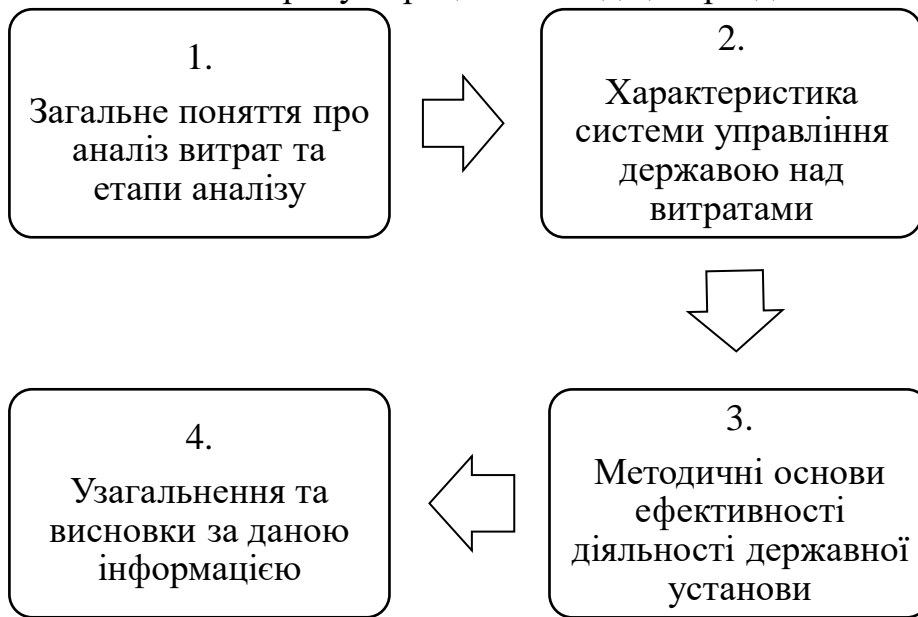 1.
Загальне поняття про
аналіз витрат та
етапи аналізу
2.
Характеристика
системи управління
державою над
витратами
3.
Методичні основи
ефективності
діяльності державної
установи
4.
Узагальнення та
висновки за даною
інформацією